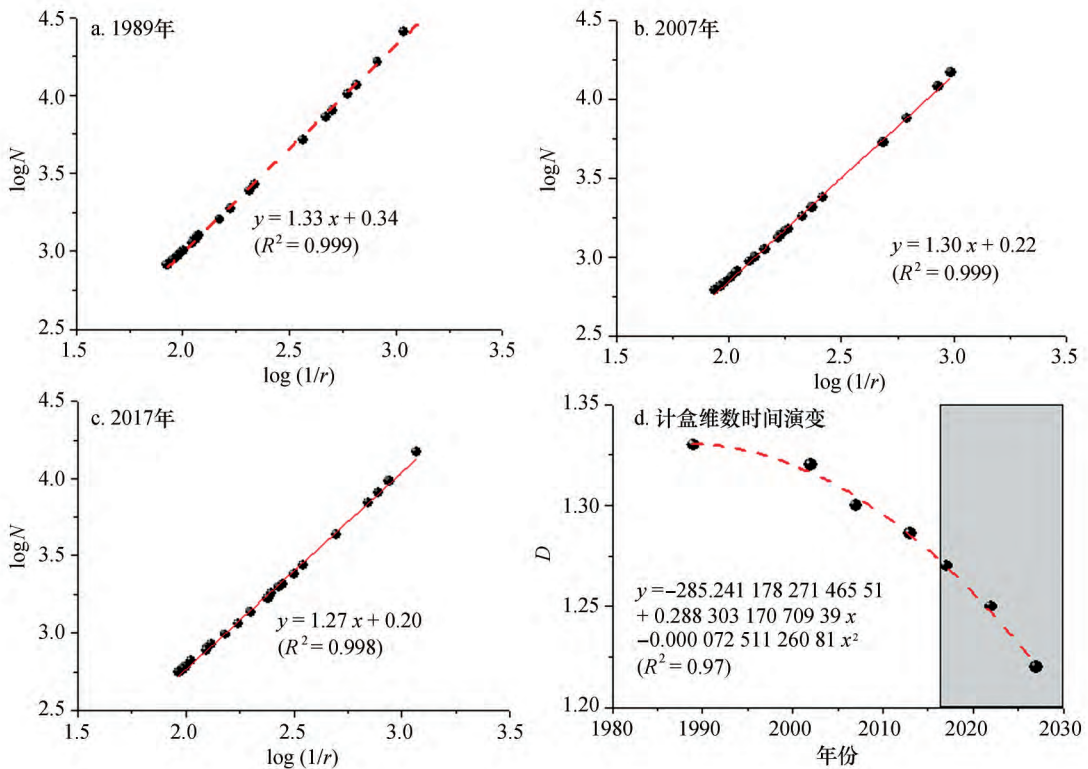 a. 1989年
4.5
4.0
3.5
3.0
2.5
logN
y = 1.33 x + 0.34
(R² = 0.999)
1.5 2.0 2.5 3.0 3.5
log (1/r)
b. 2007年
4.5
4.0
3.5
3.0
2.5
logN
y = 1.30 x + 0.22
(R² = 0.999)
1.5 2.0 2.5 3.0 3.5
log (1/r)
c. 2017年
4.5
4.0
3.5
3.0
2.5
logN
y = 1.27 x + 0.20
(R² = 0.998)
1.5 2.0 2.5 3.0 3.5
log (1/r)
d. 计盒维数时间演变
1.35
1.30
1.25
1.20
D
y = −285.241 178 271 465 51
+ 0.288 303 170 709 39 x
−0.000 072 511 260 81 x²
(R² = 0.97)
1980 1990 2000 2010 2020 2030
年份